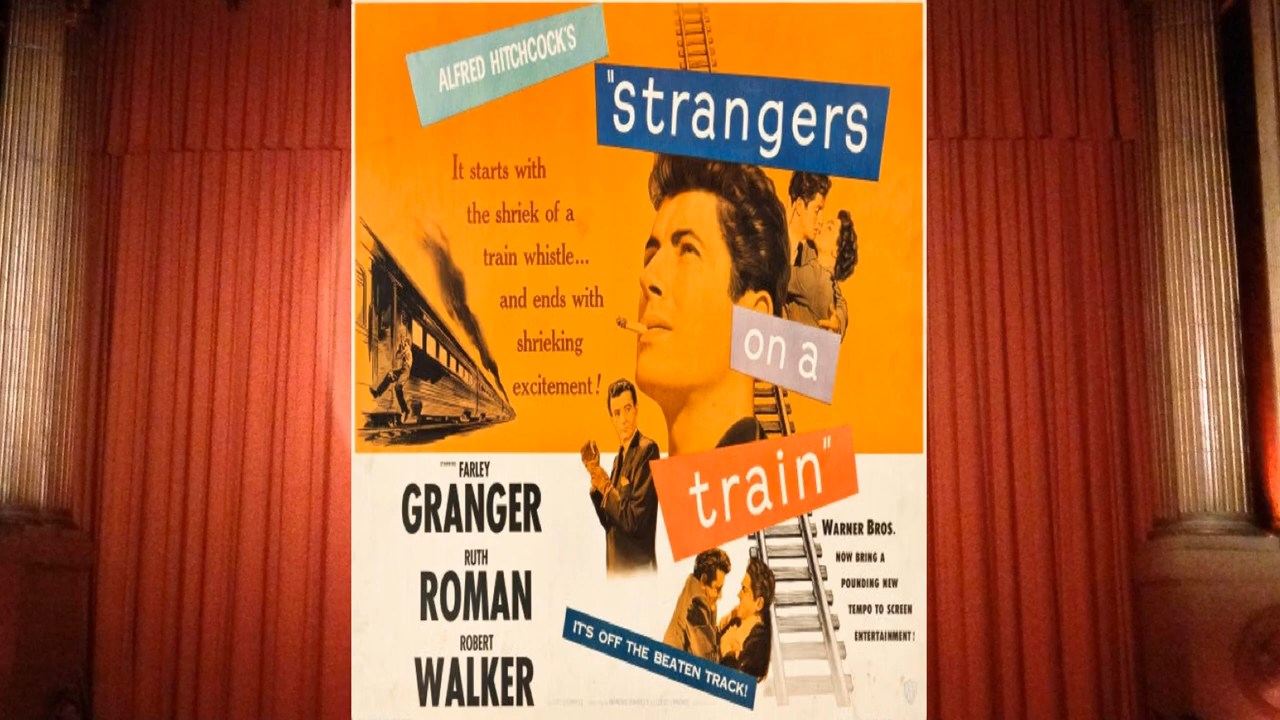 ALFRED HITCHCOCK'S
"strangers
on a
train"
It starts with
the shriek of a
train whistle...
and ends with
shrieking
excitement!
FARLEY
GRANGER
RUTH
ROMAN
ROBERT
WALKER
IT'S OFF THE BEATEN TRACK!
WARNER BROS.
NOW BRING A
POUNDING NEW
TEMPO TO SCREEN
ENTERTAINMENT!